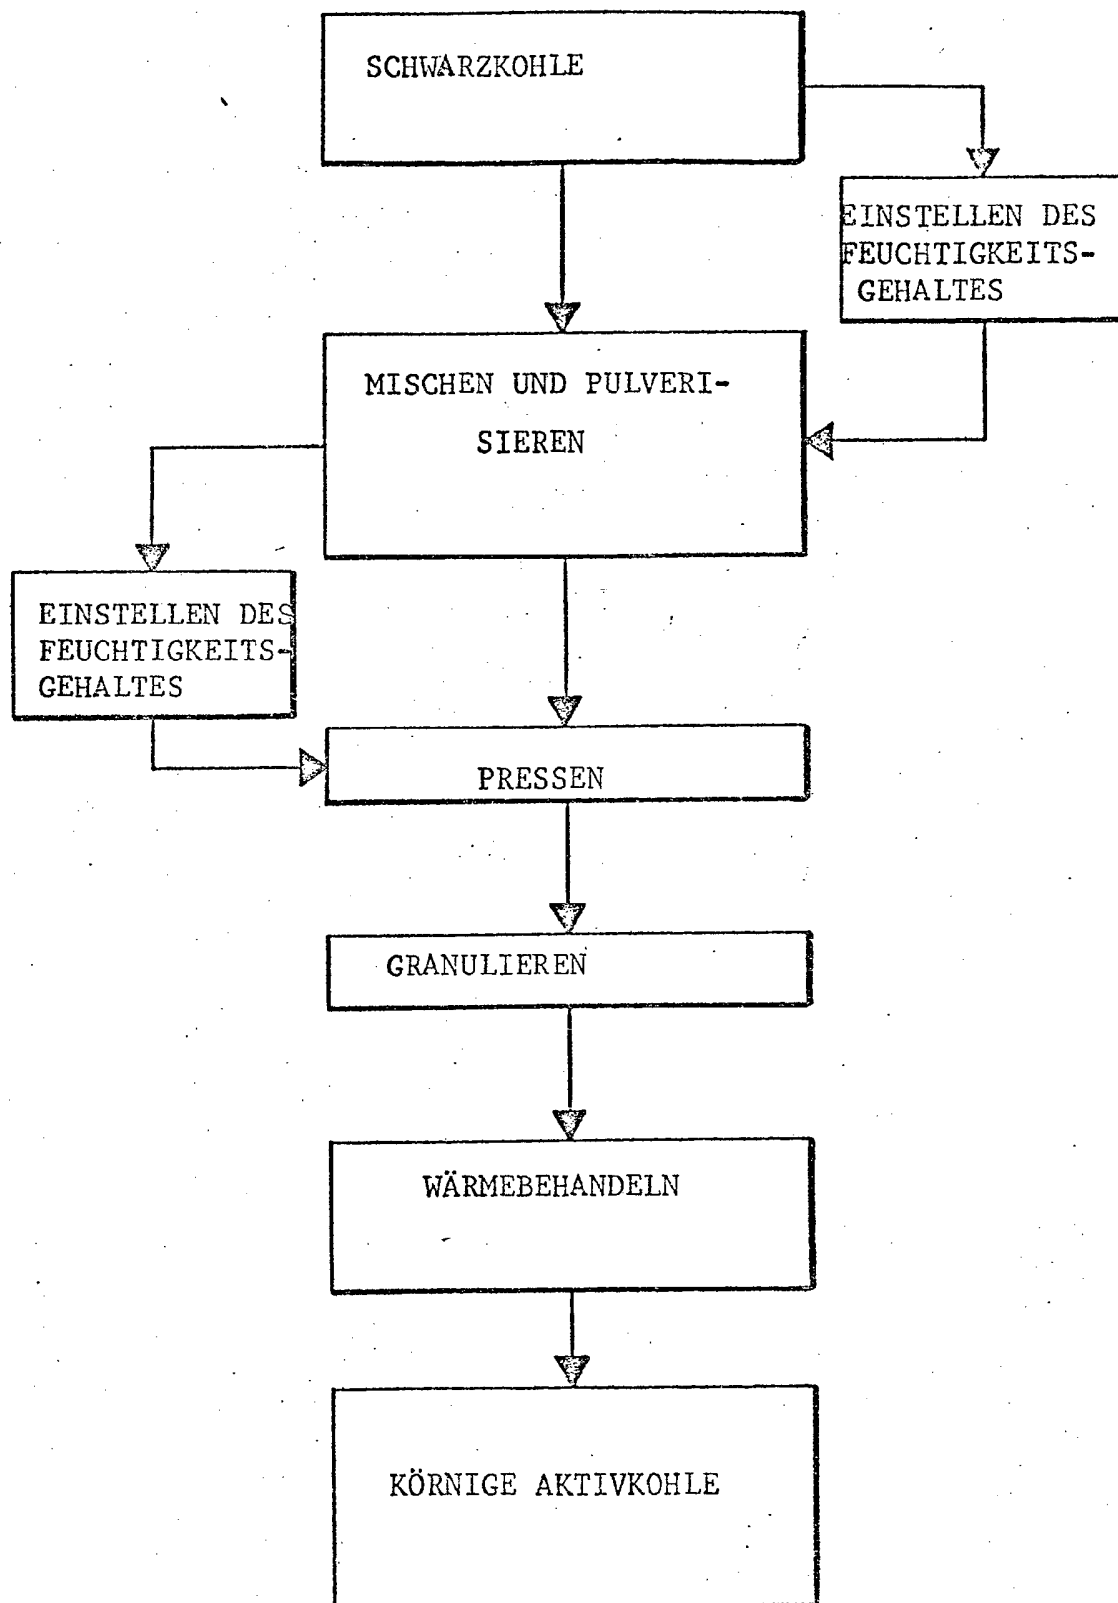 SCHWARZKOHLE
EINSTELLEN DES
FEUCHTIGKEITS-
GEHALTES
MISCHEN UND PULVERI-
SIEREN
EINSTELLEN DES
FEUCHTIGKEITS-
GEHALTES
PRESSEN
GRANULIEREN
WÄRMEBEHANDELN
KÖRNIGE AKTIVKOHLE